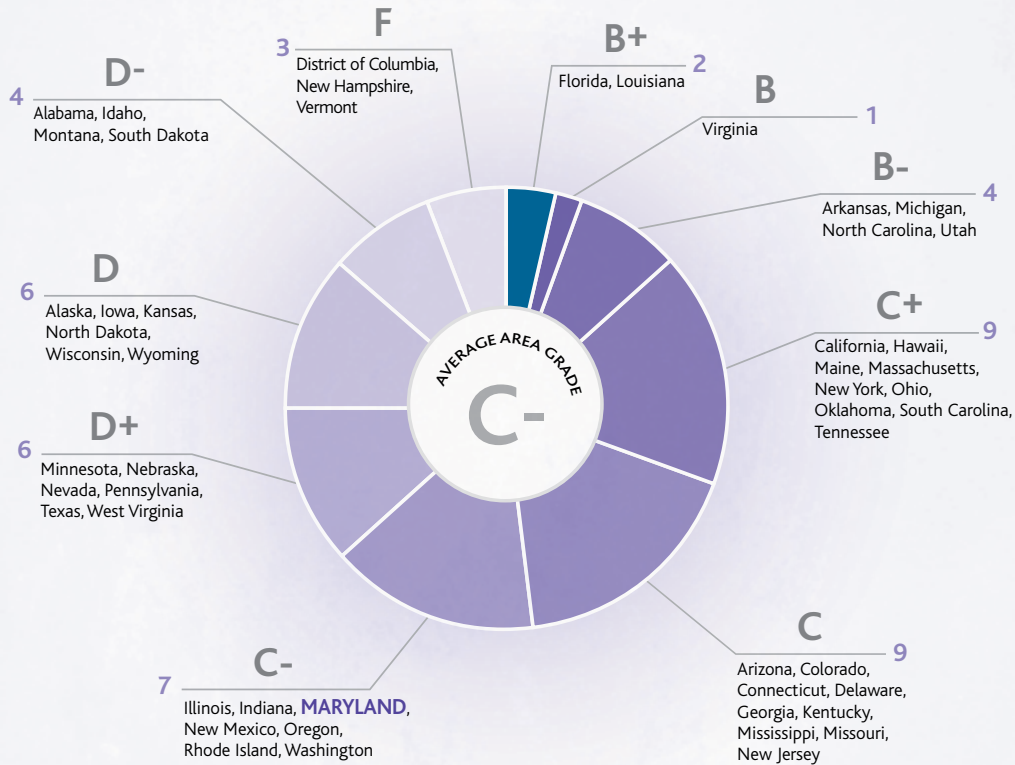 F
3
District of Columbia,
New Hampshire,
Vermont
B+
2
Florida, Louisiana
B
1
Virginia
B-
4
Arkansas, Michigan,
North Carolina, Utah
C+
9
California, Hawaii,
Maine, Massachusetts,
New York, Ohio,
Oklahoma, South Carolina,
Tennessee
C
9
Arizona, Colorado,
Connecticut, Delaware,
Georgia, Kentucky,
Mississippi, Missouri,
New Jersey
C-
7
Illinois, Indiana, MARYLAND,
New Mexico, Oregon,
Rhode Island, Washington
D+
6
Minnesota, Nebraska,
Nevada, Pennsylvania,
Texas, West Virginia
D
6
Alaska, Iowa, Kansas,
North Dakota,
Wisconsin, Wyoming
D-
4
Alabama, Idaho,
Montana, South Dakota
AVERAGE AREA GRADE
C-